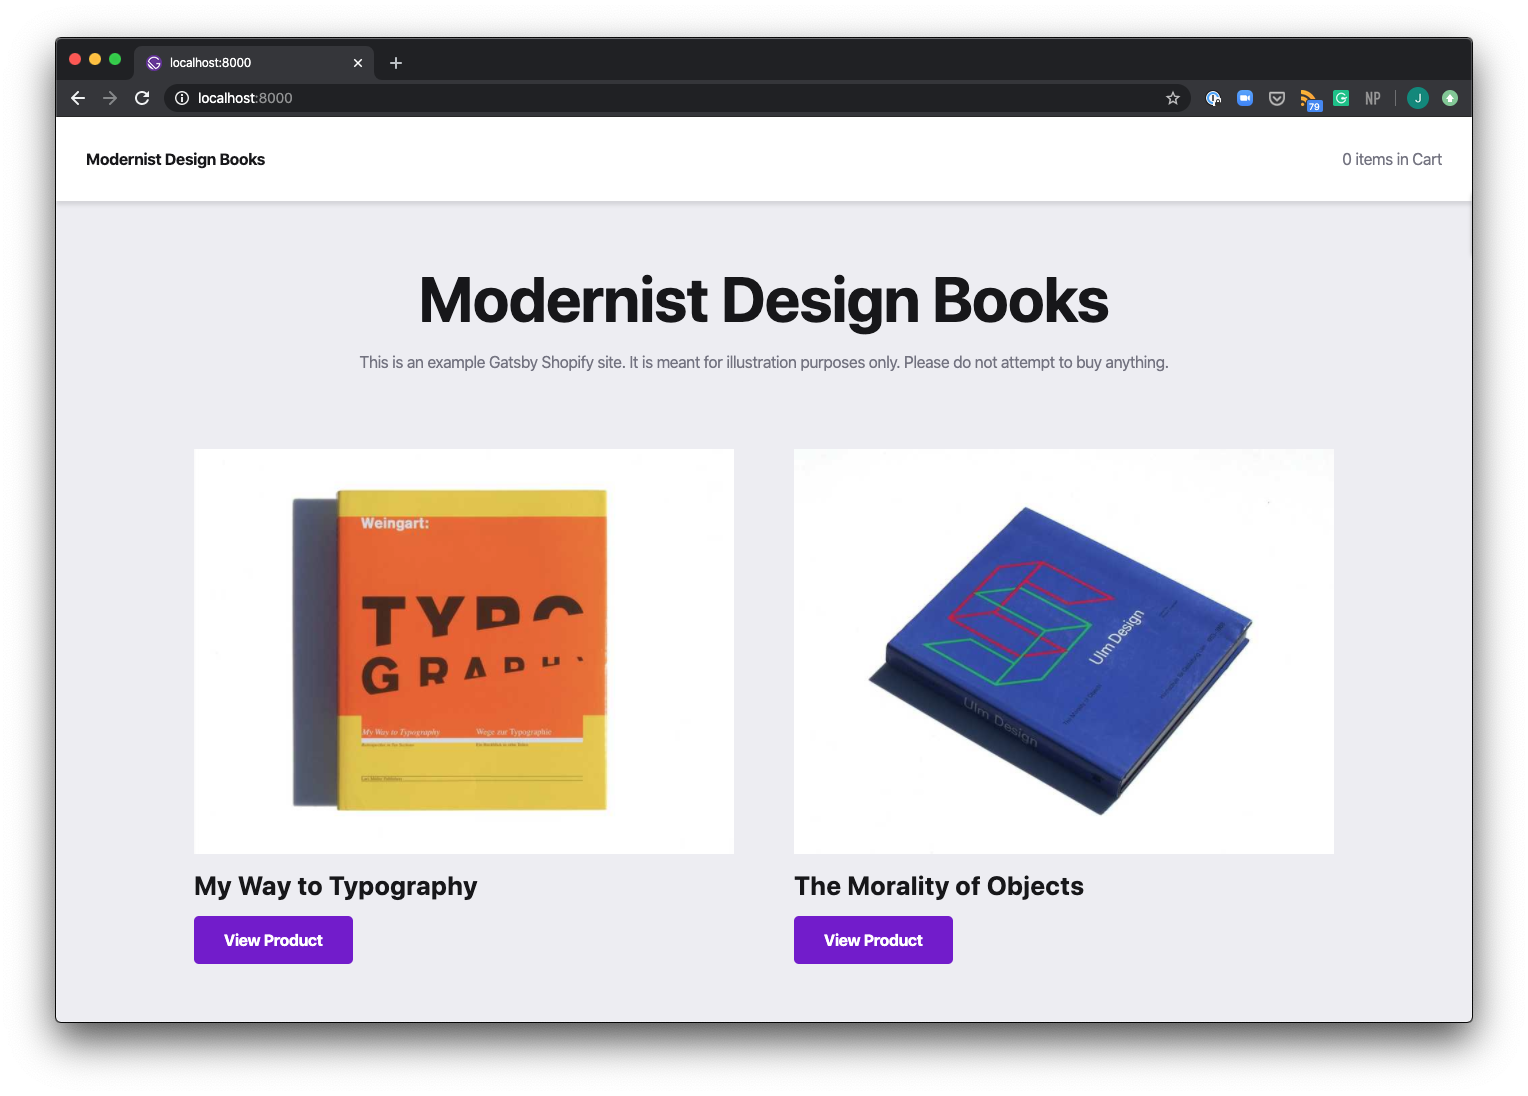 localhost:8000
localhost:8000
79
NP
J
Modernist Design Books
0 items in Cart
Modernist Design Books
This is an example Gatsby Shopify site. It is meant for illustration purposes only. Please do not attempt to buy anything.
Weingart:
TYPO
GRAPHY
My Way to Typography
Wege zur Typographie
Ulm Design
Ulm Design
My Way to Typography
The Morality of Objects
View Product
View Product